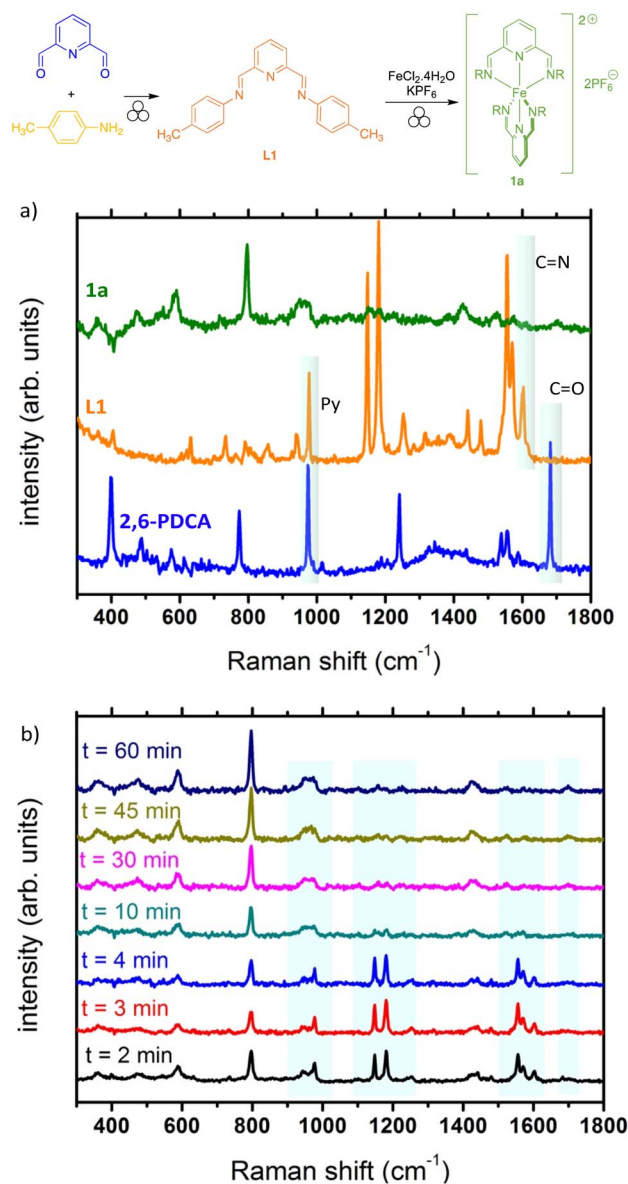 O
N
O
+
H₃C
NH₂
N
N
N
H₃C
CH₃
L1
FeCl₂.4H₂O
KPF₆
2⊕
N
RN
NR
Fe
RN
N
NR
2PF₆⊖
1a
a)
1a
L1
2,6-PDCA
Py
C=N
C=O
intensity (arb. units)
400 600 800 1000 1200 1400 1600 1800
Raman shift (cm⁻¹)
b)
t = 60 min
t = 45 min
t = 30 min
t = 10 min
t = 4 min
t = 3 min
t = 2 min
intensity (arb. units)
400 600 800 1000 1200 1400 1600 1800
Raman shift (cm⁻¹)